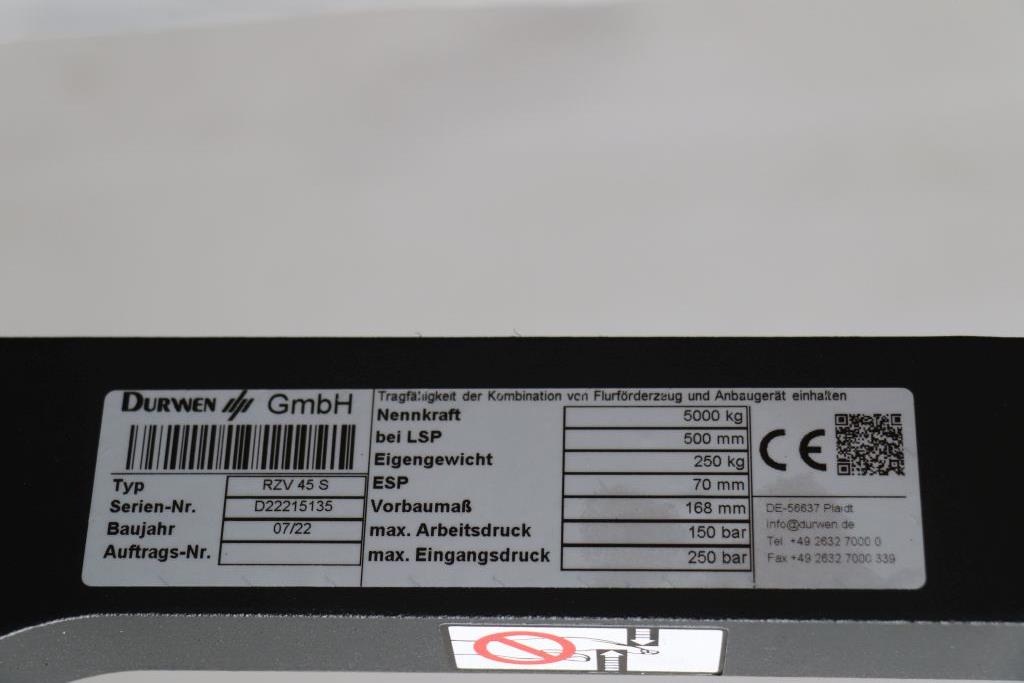 DURWEN GmbH
Typ RZV 45 S
Serien-Nr. D22215135
Baujahr 07/22
Auftrags-Nr.
Tragfähigkeit der Kombination von Flurförderzeug und Anbaugerät einhalten
Nennkraft 5000 kg
bei LSP 500 mm
Eigengewicht 250 kg
ESP 70 mm
Vorbaumaß 168 mm
max. Arbeitsdruck 150 bar
max. Eingangsdruck 250 bar
CE
DE-56637 Plaidt
info@durwen.de
Tel +49 2632 7000 0
Fax +49 2632 7000 339